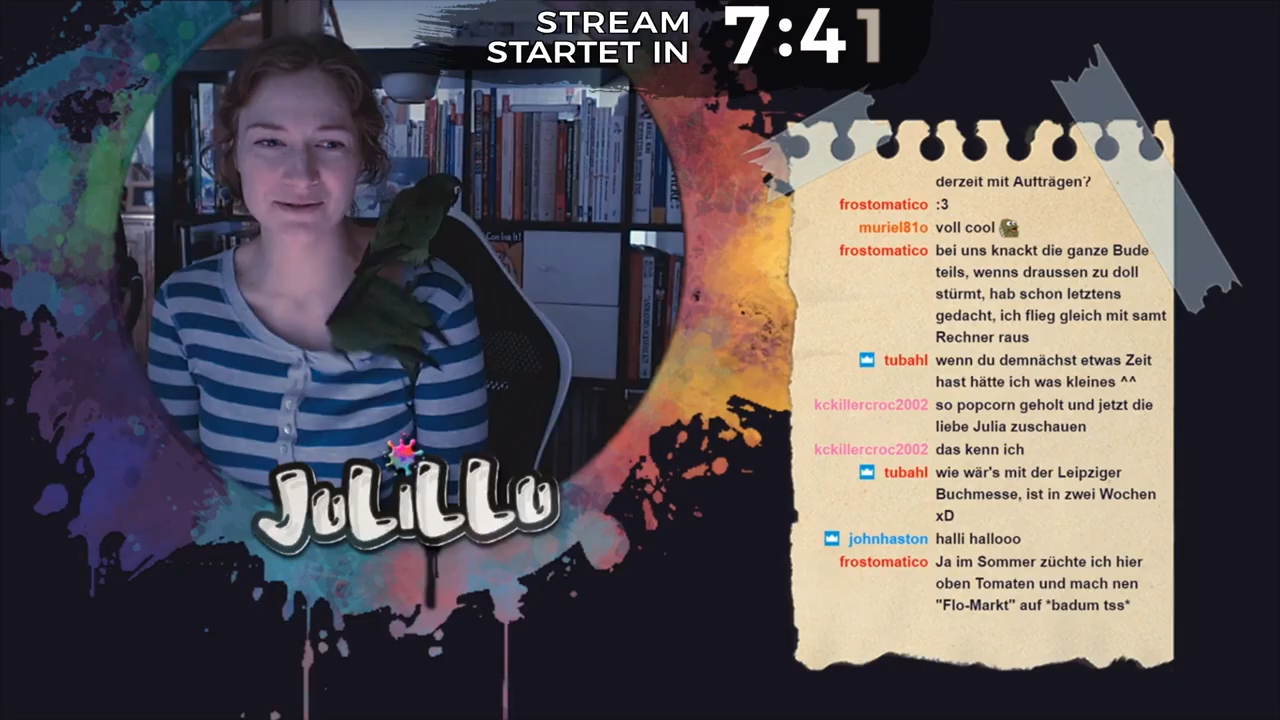 STREAM
STARTET IN
7:41
JuLiLLu
derzeit mit Aufträgen?
frostomatico :3
muriel81o voll cool
frostomatico bei uns knackt die ganze Bude
teils, wenns draussen zu doll
stürmt, hab schon letztens
gedacht, ich flieg gleich mit samt
Rechner raus
tubahl wenn du demnächst etwas Zeit
hast hätte ich was kleines ^^
kckillercroc2002 so popcorn geholt und jetzt die
liebe Julia zuschauen
kckillercroc2002 das kenn ich
tubahl wie wär's mit der Leipziger
Buchmesse, ist in zwei Wochen
xD
johnhaston halli hallooo
frostomatico Ja im Sommer züchte ich hier
oben Tomaten und mach nen
"Flo-Markt" auf *badum tss*